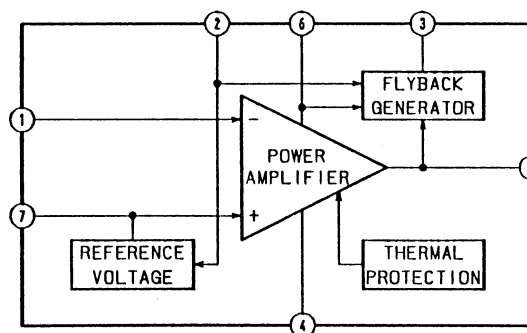 2
6
3
FLYBACK
GENERATOR
1
-
POWER
AMPLIFIER
7
+
REFERENCE
VOLTAGE
THERMAL
PROTECTION
4